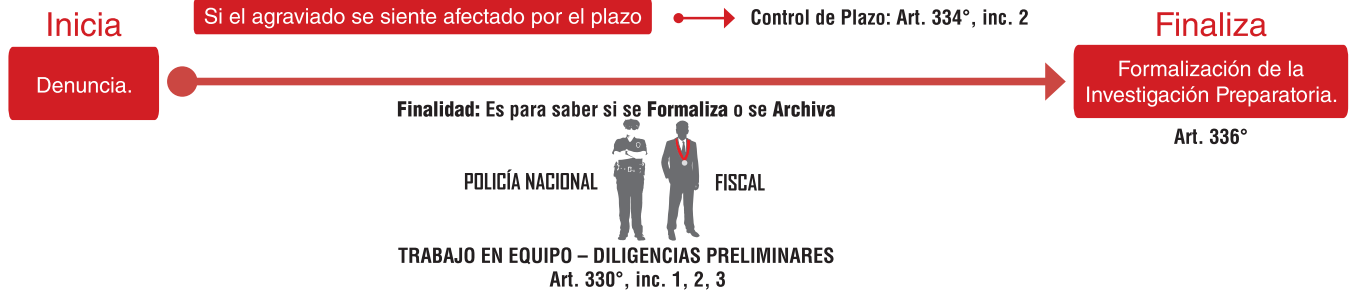 Inicia
Denuncia.
Si el agraviado se siente afectado por el plazo
Control de Plazo: Art. 334°, inc. 2
Finaliza
Formalización de la
Investigación Preparatoria.
Art. 336°
Finalidad: Es para saber si se Formaliza o se Archiva
POLICÍA NACIONAL
FISCAL
TRABAJO EN EQUIPO – DILIGENCIAS PRELIMINARES
Art. 330°, inc. 1, 2, 3